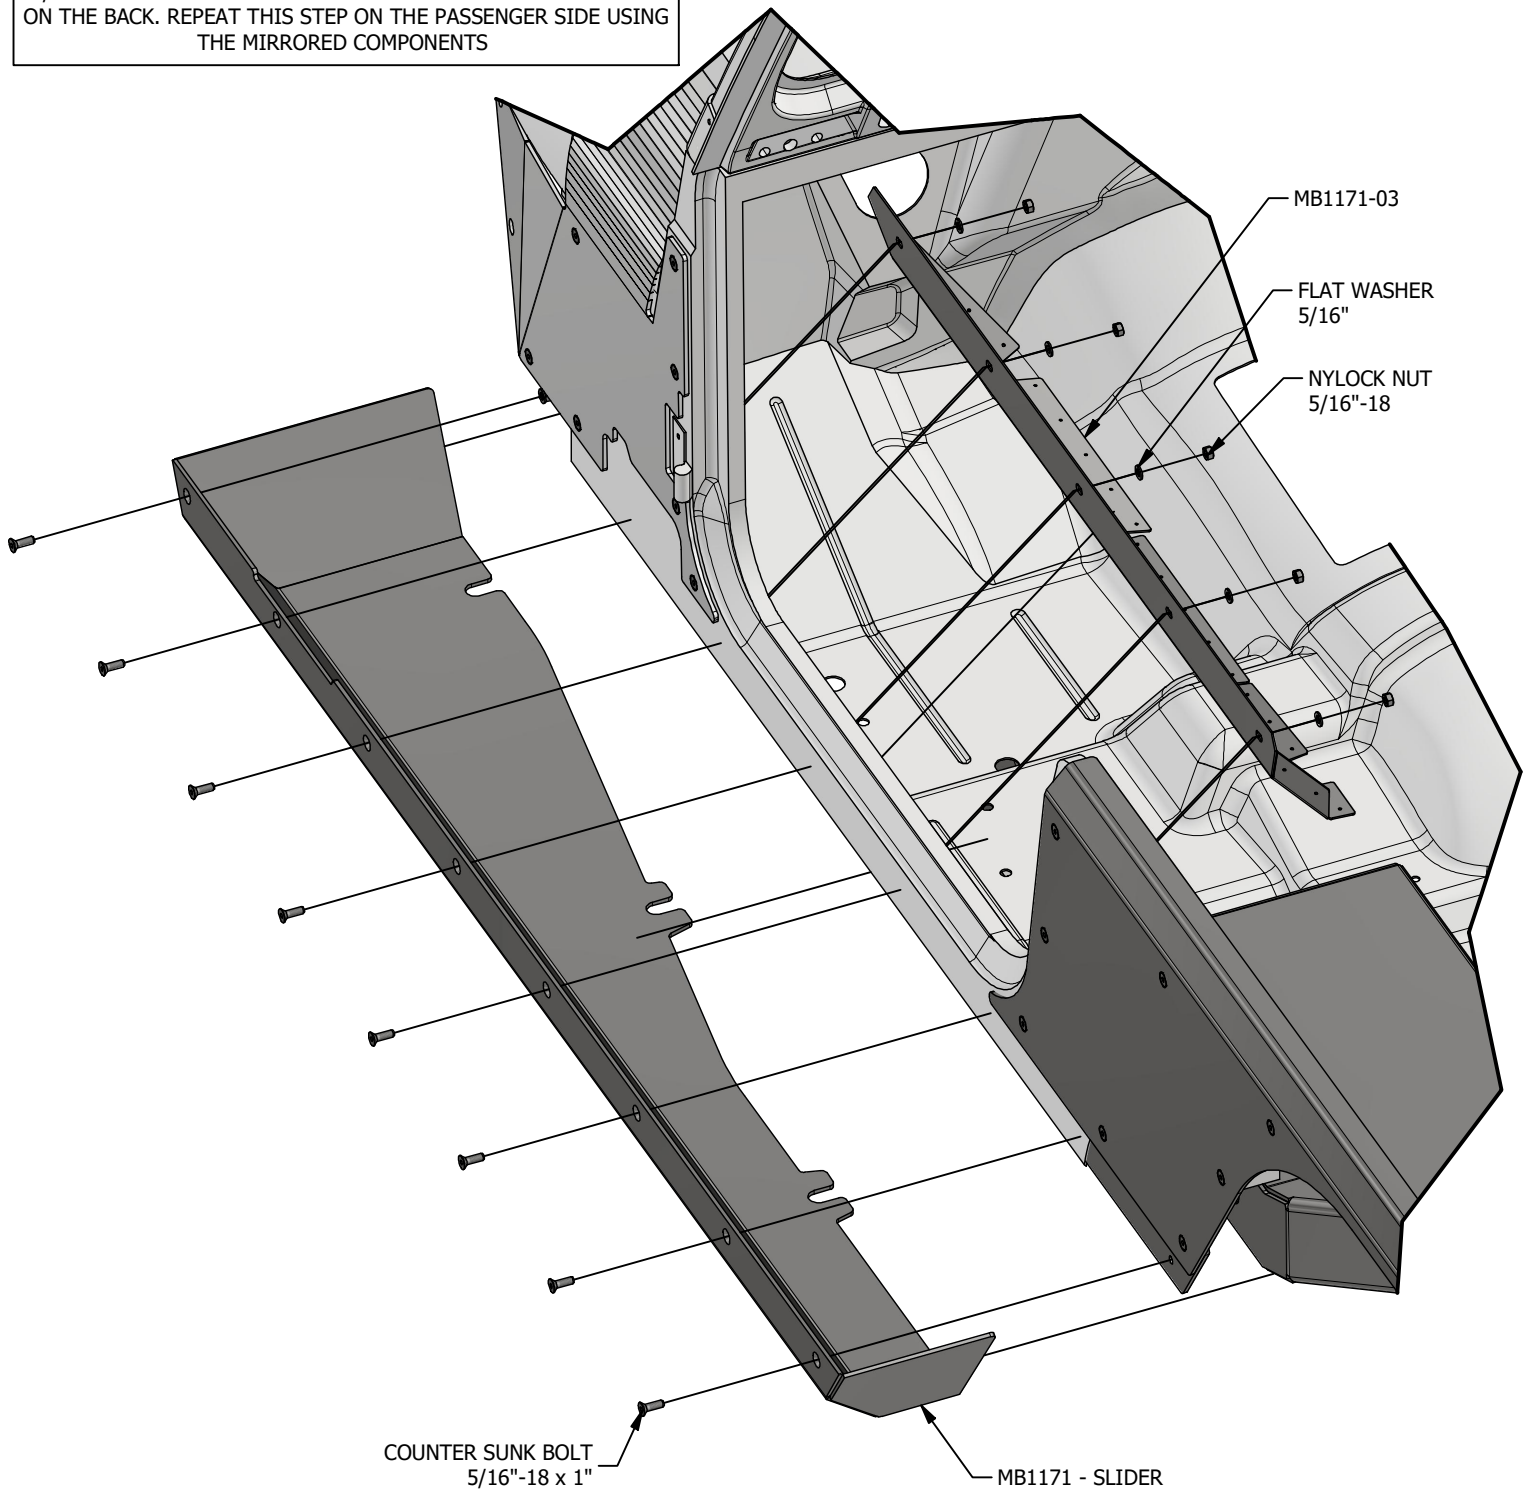 ON THE BACK. REPEAT THIS STEP ON THE PASSENGER SIDE USING
THE MIRRORED COMPONENTS
MB1171-03
FLAT WASHER
5/16"
NYLOCK NUT
5/16"-18
COUNTER SUNK BOLT
5/16"-18 x 1"
MB1171 - SLIDER